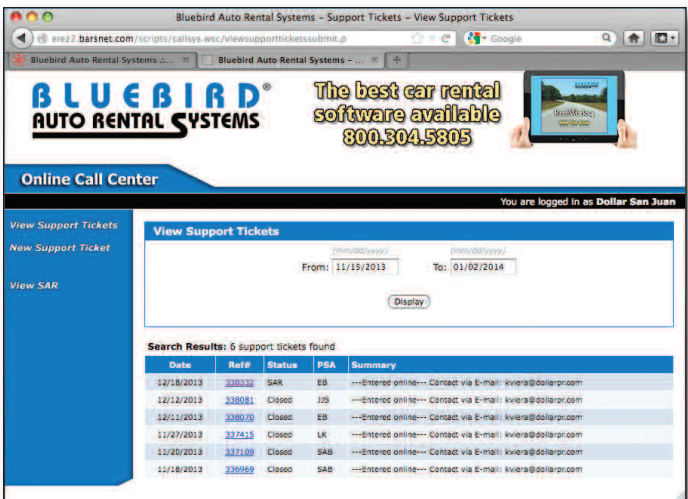 Bluebird Auto Rental Systems – Support Tickets – View Support Tickets
erez2.barsnet.com/scripts/callsys.wsc/viewsupportticketssubmit.p
Google
Bluebird Auto Rental Systems ...
Bluebird Auto Rental Systems – ...
BLUEBIRD®
AUTO RENTAL SYSTEMS
The best car rental
software available
800.304.5805
RentWorks
Online Call Center
You are logged in as Dollar San Juan
View Support Tickets
New Support Ticket
View SAR
View Support Tickets
(mm/dd/yyyy) (mm/dd/yyyy)
From: 11/15/2013 To: 01/02/2014
Display
Search Results: 6 support tickets found
Date Ref# Status PSA Summary
12/18/2013 338332 SAR EB ---Entered online--- Contact via E-mail: kviera@dollarpr.com
12/12/2013 338081 Closed JJS ---Entered online--- Contact via E-mail: kviera@dollarpr.com
12/11/2013 338070 Closed EB ---Entered online--- Contact via E-mail: kviera@dollarpr.com
11/27/2013 337415 Closed LK ---Entered online--- Contact via E-mail: kviera@dollarpr.com
11/20/2013 337109 Closed SAB ---Entered online--- Contact via E-mail: kviera@dollarpr.com
11/18/2013 336969 Closed SAB ---Entered online--- Contact via E-mail: kviera@dollarpr.com